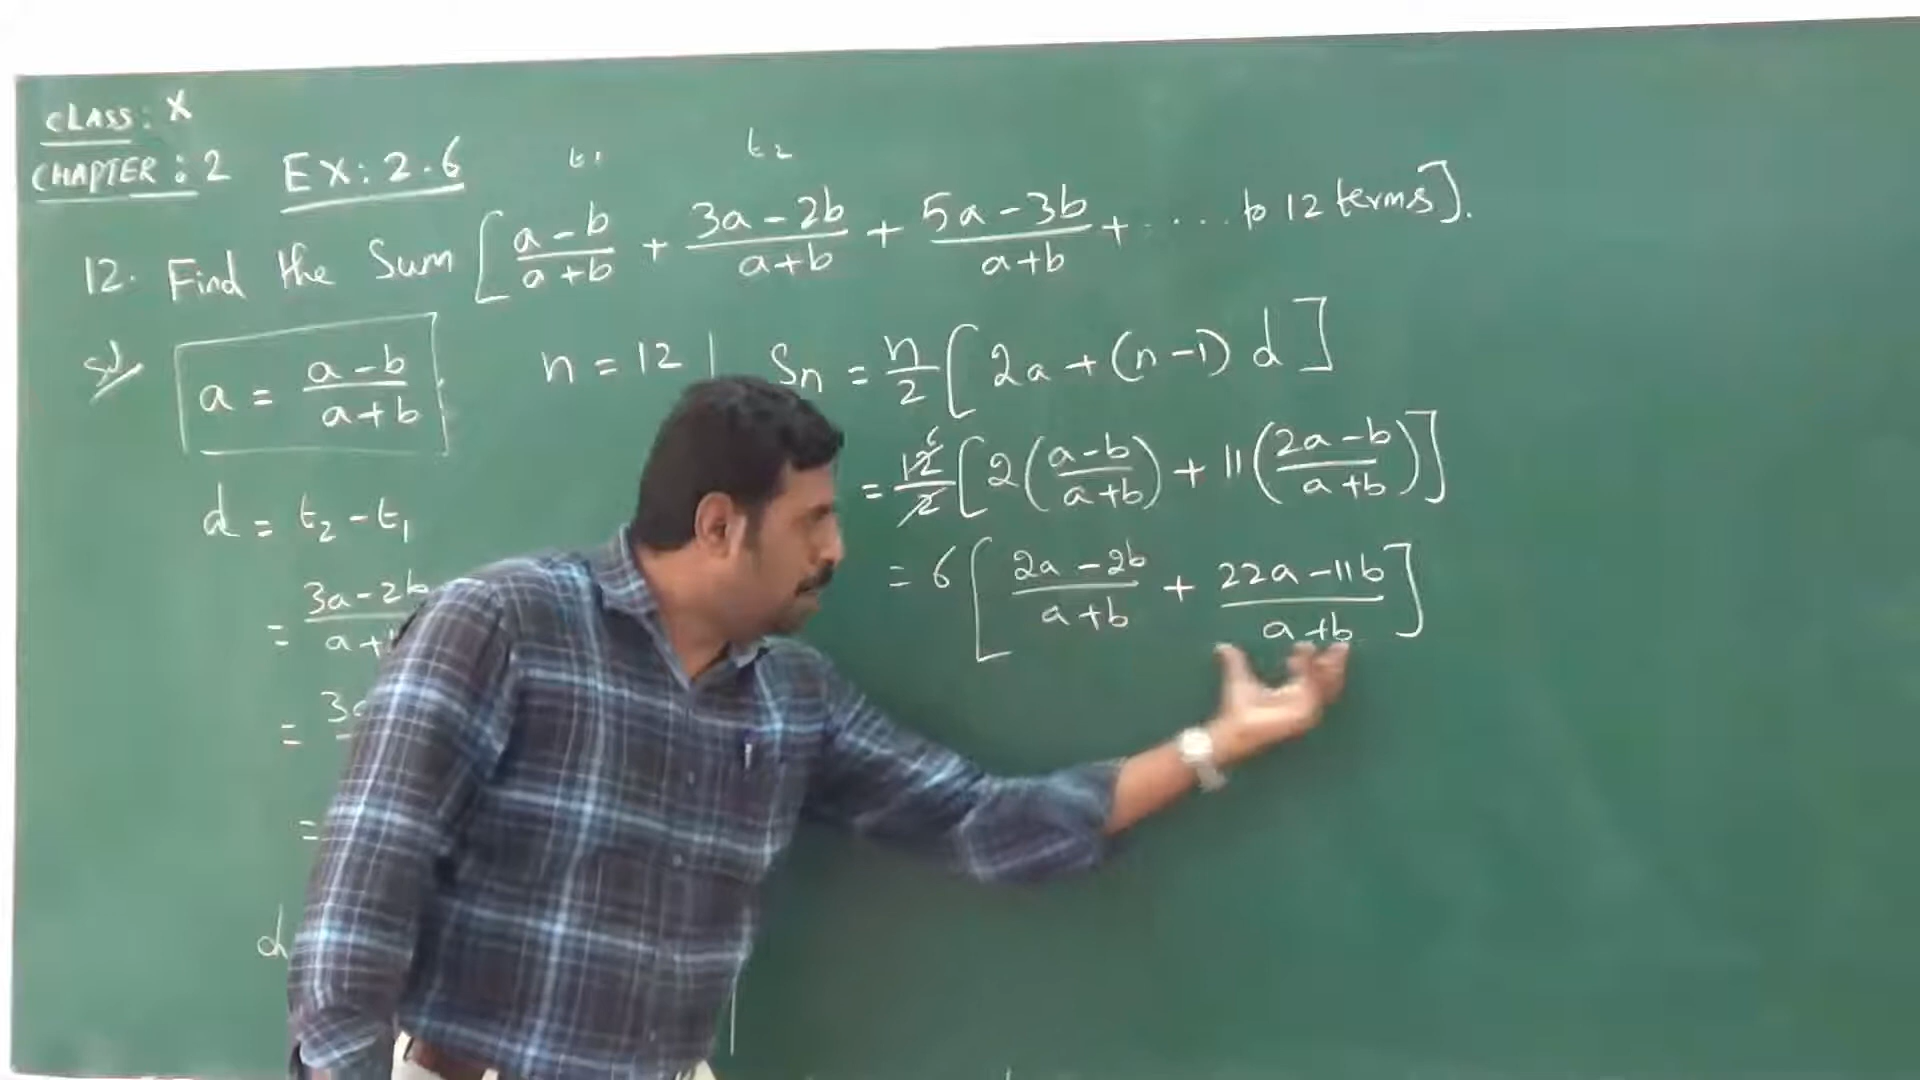 CLASS: X
CHAPTER: 2 EX: 2.6
t1 t2
12. Find the Sum [(a-b)/(a+b) + (3a-2b)/(a+b) + (5a-3b)/(a+b) + .... to 12 terms].
a = (a-b)/(a+b) n = 12 Sn = n/2 [2a + (n-1) d]
= 12/2 [2((a-b)/(a+b)) + 11((2a-b)/(a+b))]
6
d = t2 - t1
= 6 [(2a-2b)/(a+b) + (22a-11b)/(a+b)]
= (3a-2b)/(a+
=
=
d